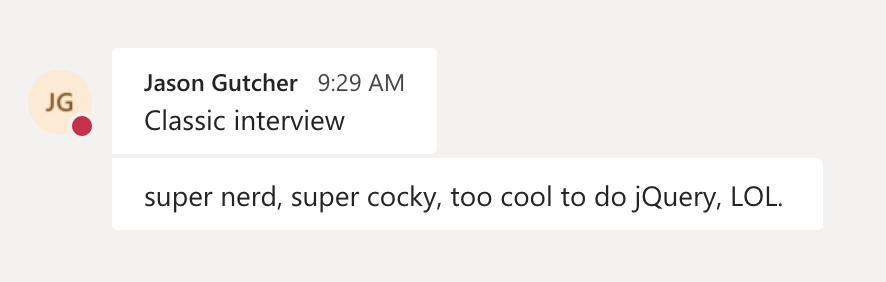 Jason Gutcher 9:29 AM
JG
Classic interview
super nerd, super cocky, too cool to do jQuery, LOL.